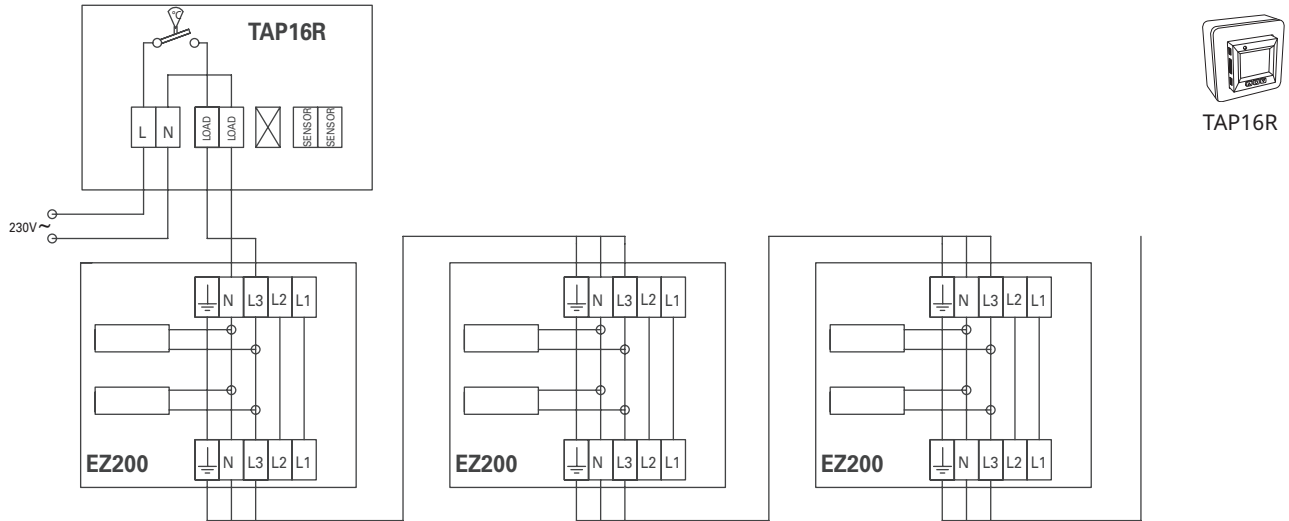 °C
TAP16R
L N LOAD LOAD SENSOR SENSOR
TAP16R
230V~
N L3 L2 L1
N L3 L2 L1
N L3 L2 L1
EZ200 N L3 L2 L1
EZ200 N L3 L2 L1
EZ200 N L3 L2 L1